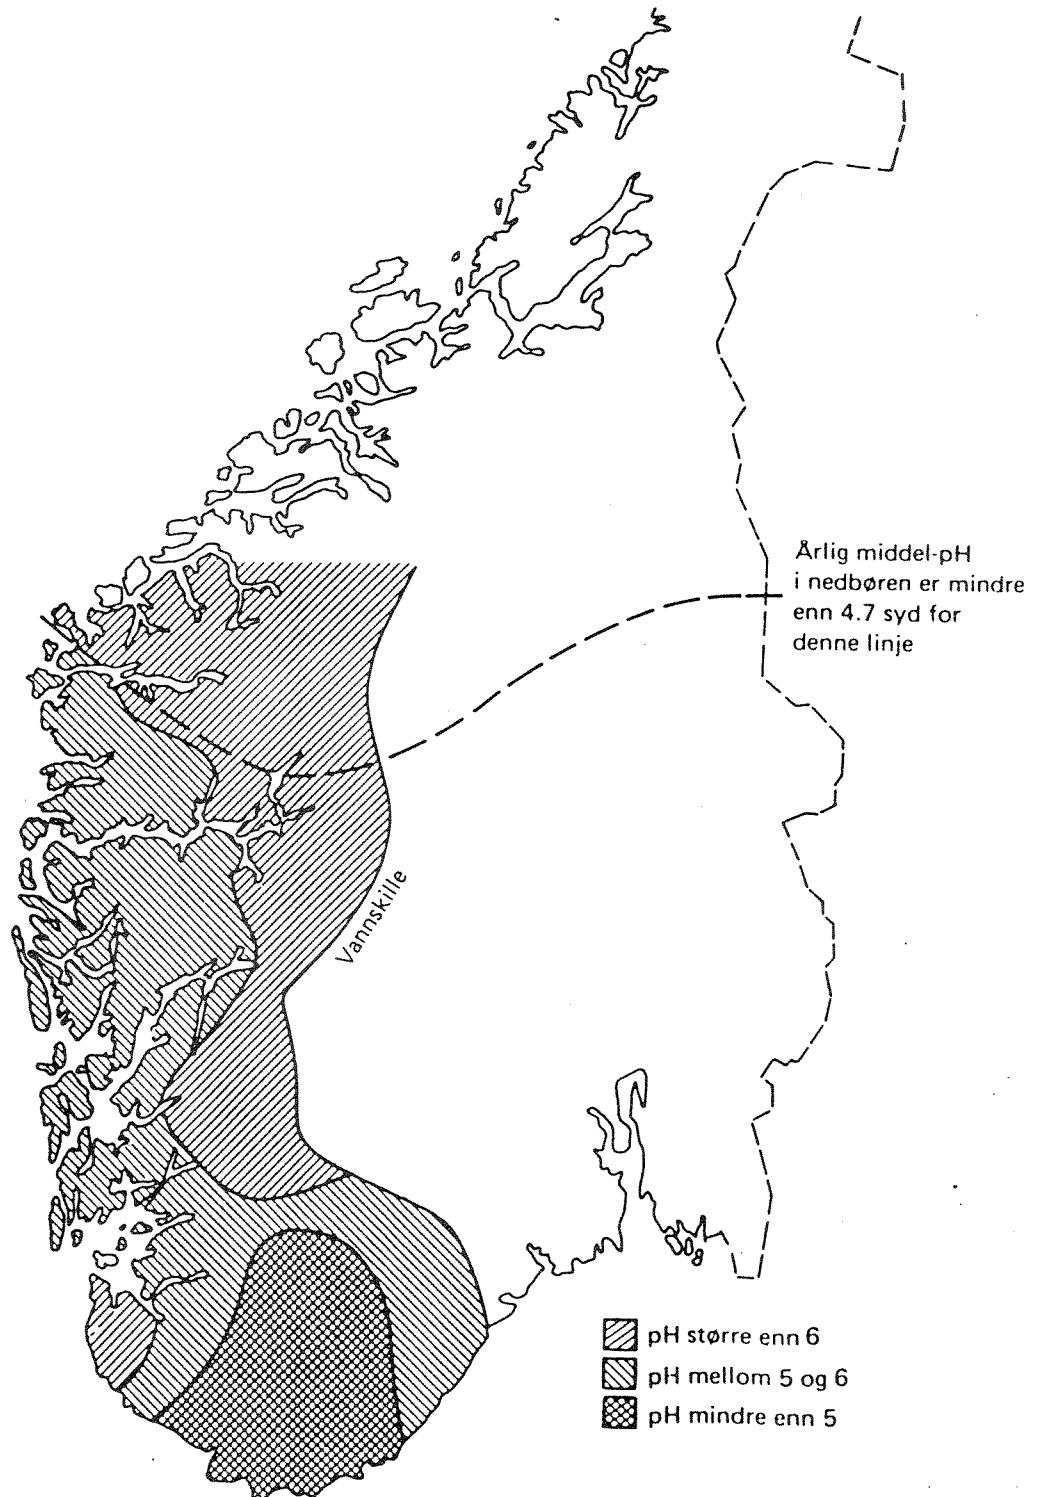 Årlig middel-pH
i nedbøren er mindre
enn 4.7 syd for
denne linje
Vannskille
pH større enn 6
pH mellom 5 og 6
pH mindre enn 5